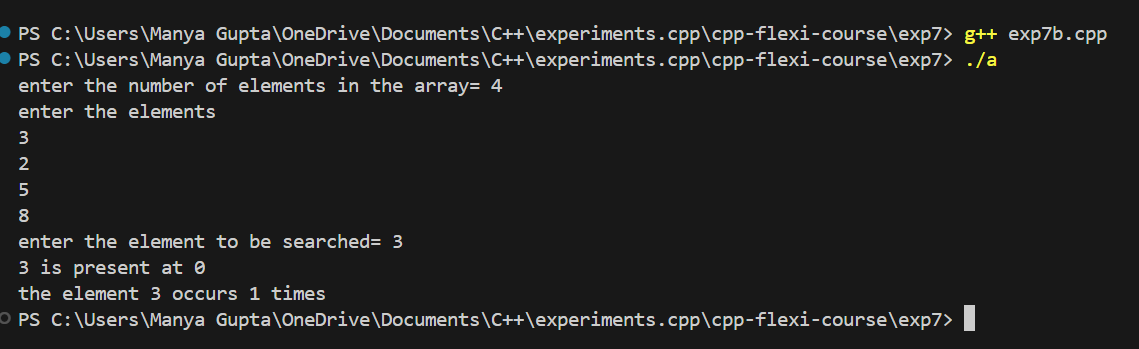 PS C:\Users\Manya Gupta\OneDrive\Documents\C++\experiments.cpp\cpp-flexi-course\exp7> g++ exp7b.cpp
PS C:\Users\Manya Gupta\OneDrive\Documents\C++\experiments.cpp\cpp-flexi-course\exp7> ./a
enter the number of elements in the array= 4
enter the elements
3
2
5
8
enter the element to be searched= 3
3 is present at 0
the element 3 occurs 1 times
PS C:\Users\Manya Gupta\OneDrive\Documents\C++\experiments.cpp\cpp-flexi-course\exp7>